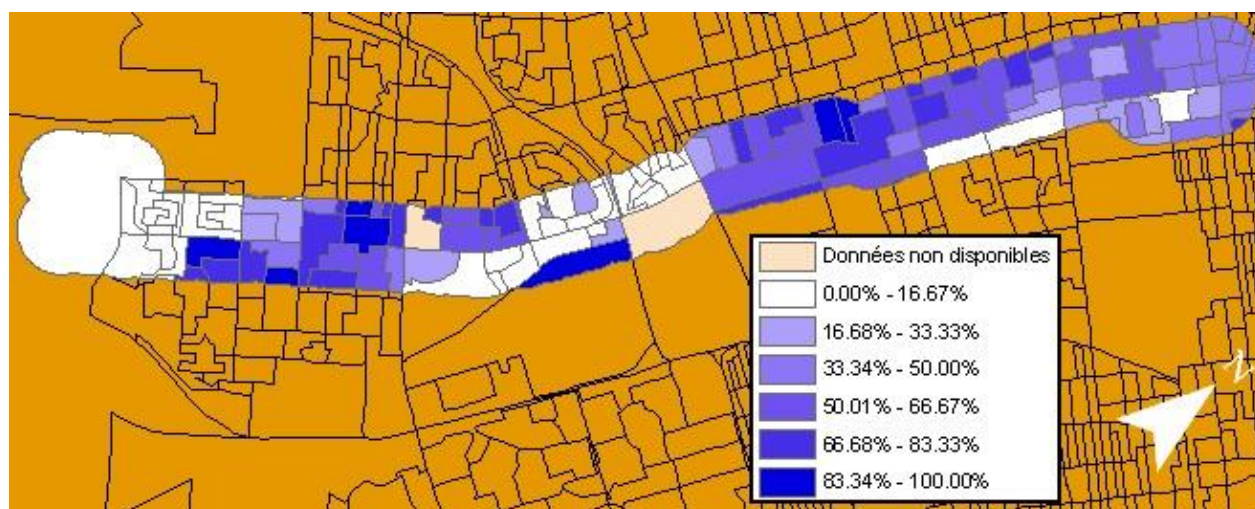 Données non disponibles
0.00% - 16.67%
16.68% - 33.33%
33.34% - 50.00%
50.01% - 66.67%
66.68% - 83.33%
83.34% - 100.00%
N